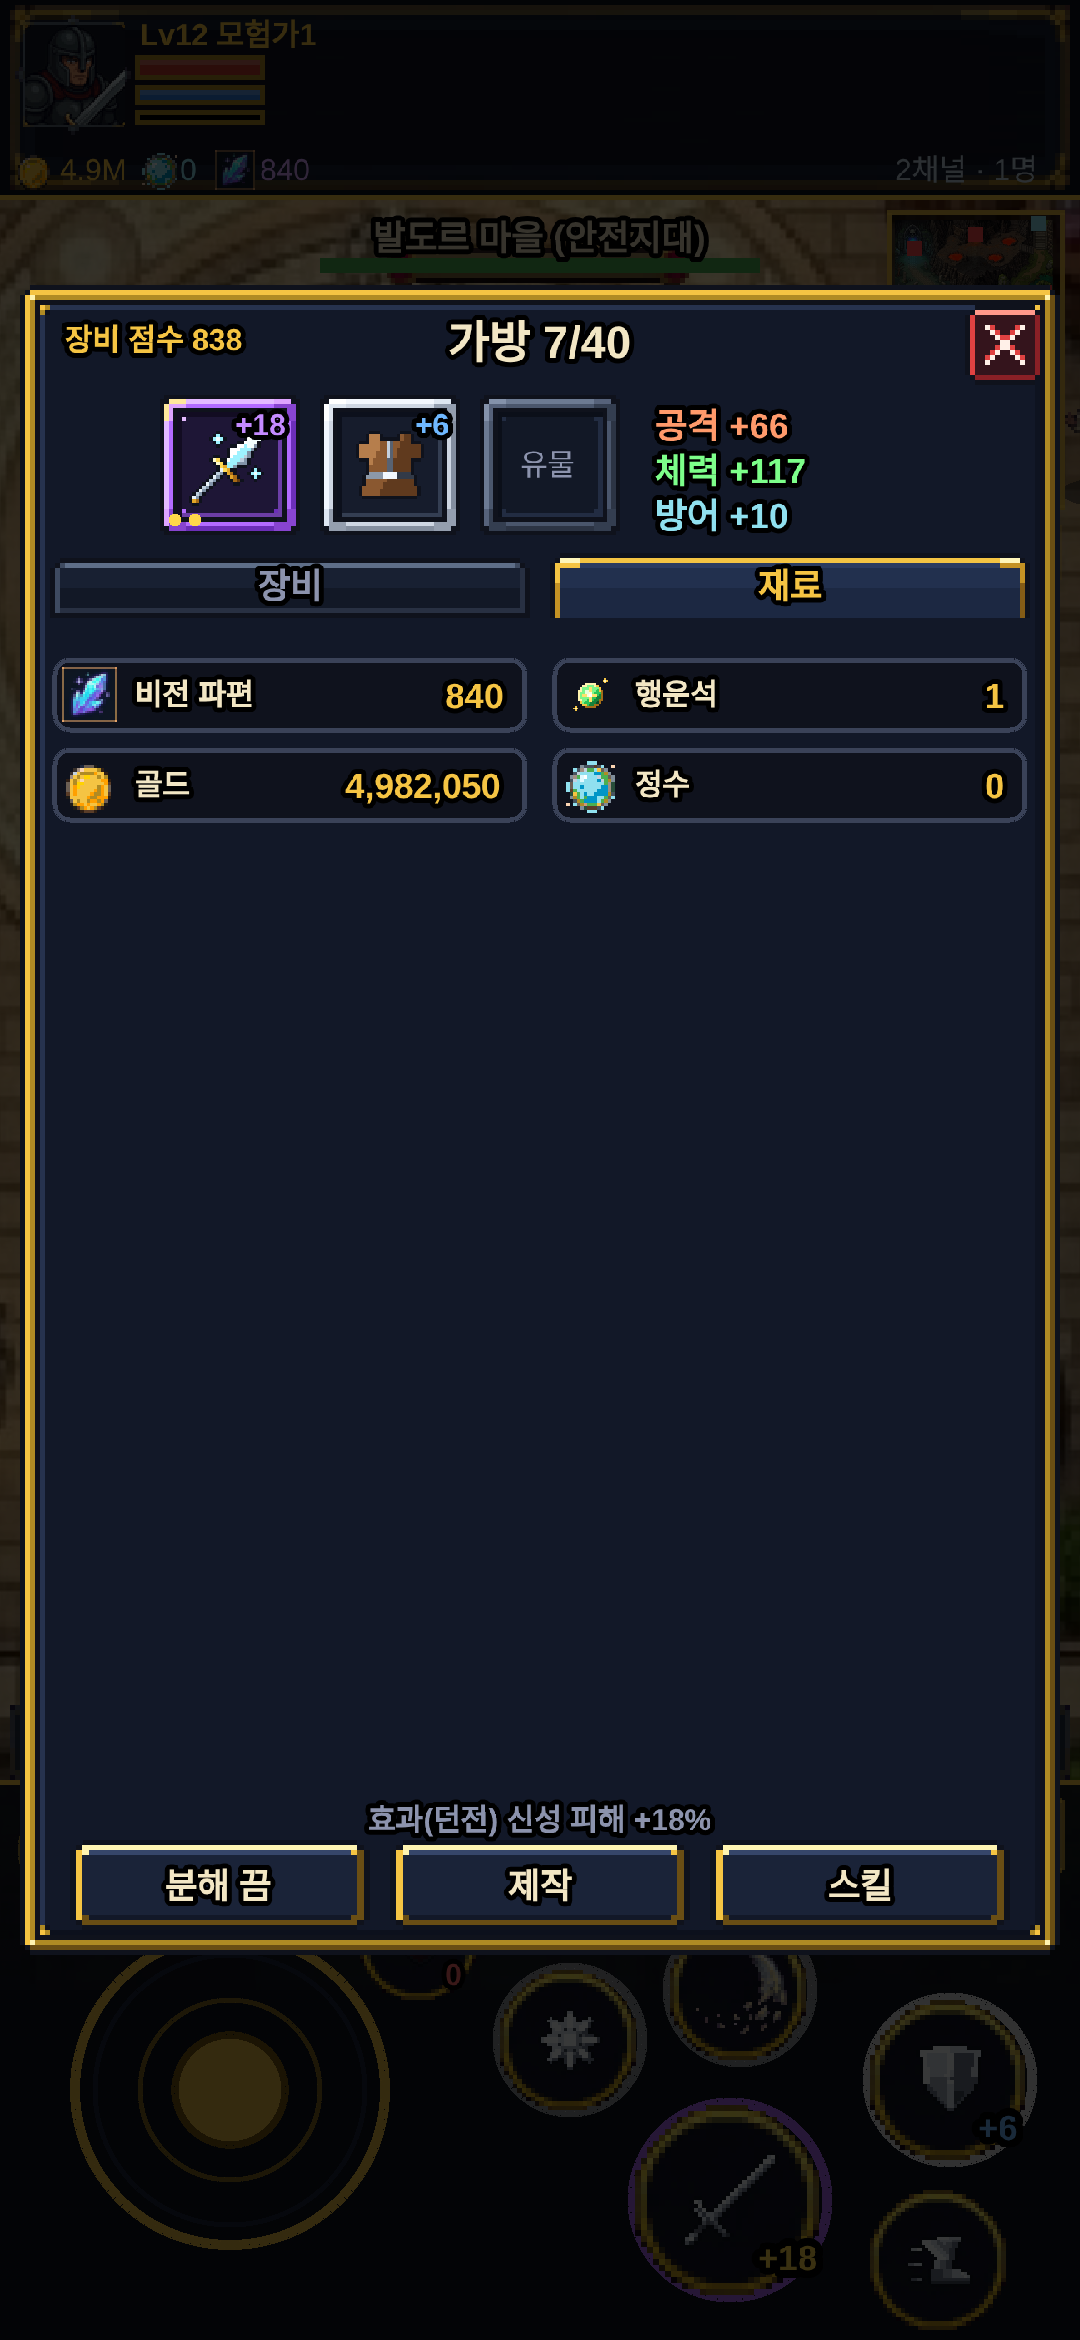 Lv12 모험가1
4.9M 0 840 2채널 · 1명
발도르 마을 (안전지대)
장비 점수 838
가방 7/40
+18
+6
유물
공격 +66
체력 +117
방어 +10
장비
재료
비전 파편 840
행운석 1
골드 4,982,050
정수 0
효과(던전) 신성 피해 +18%
분해 끔
제작
스킬
0
+6
+18